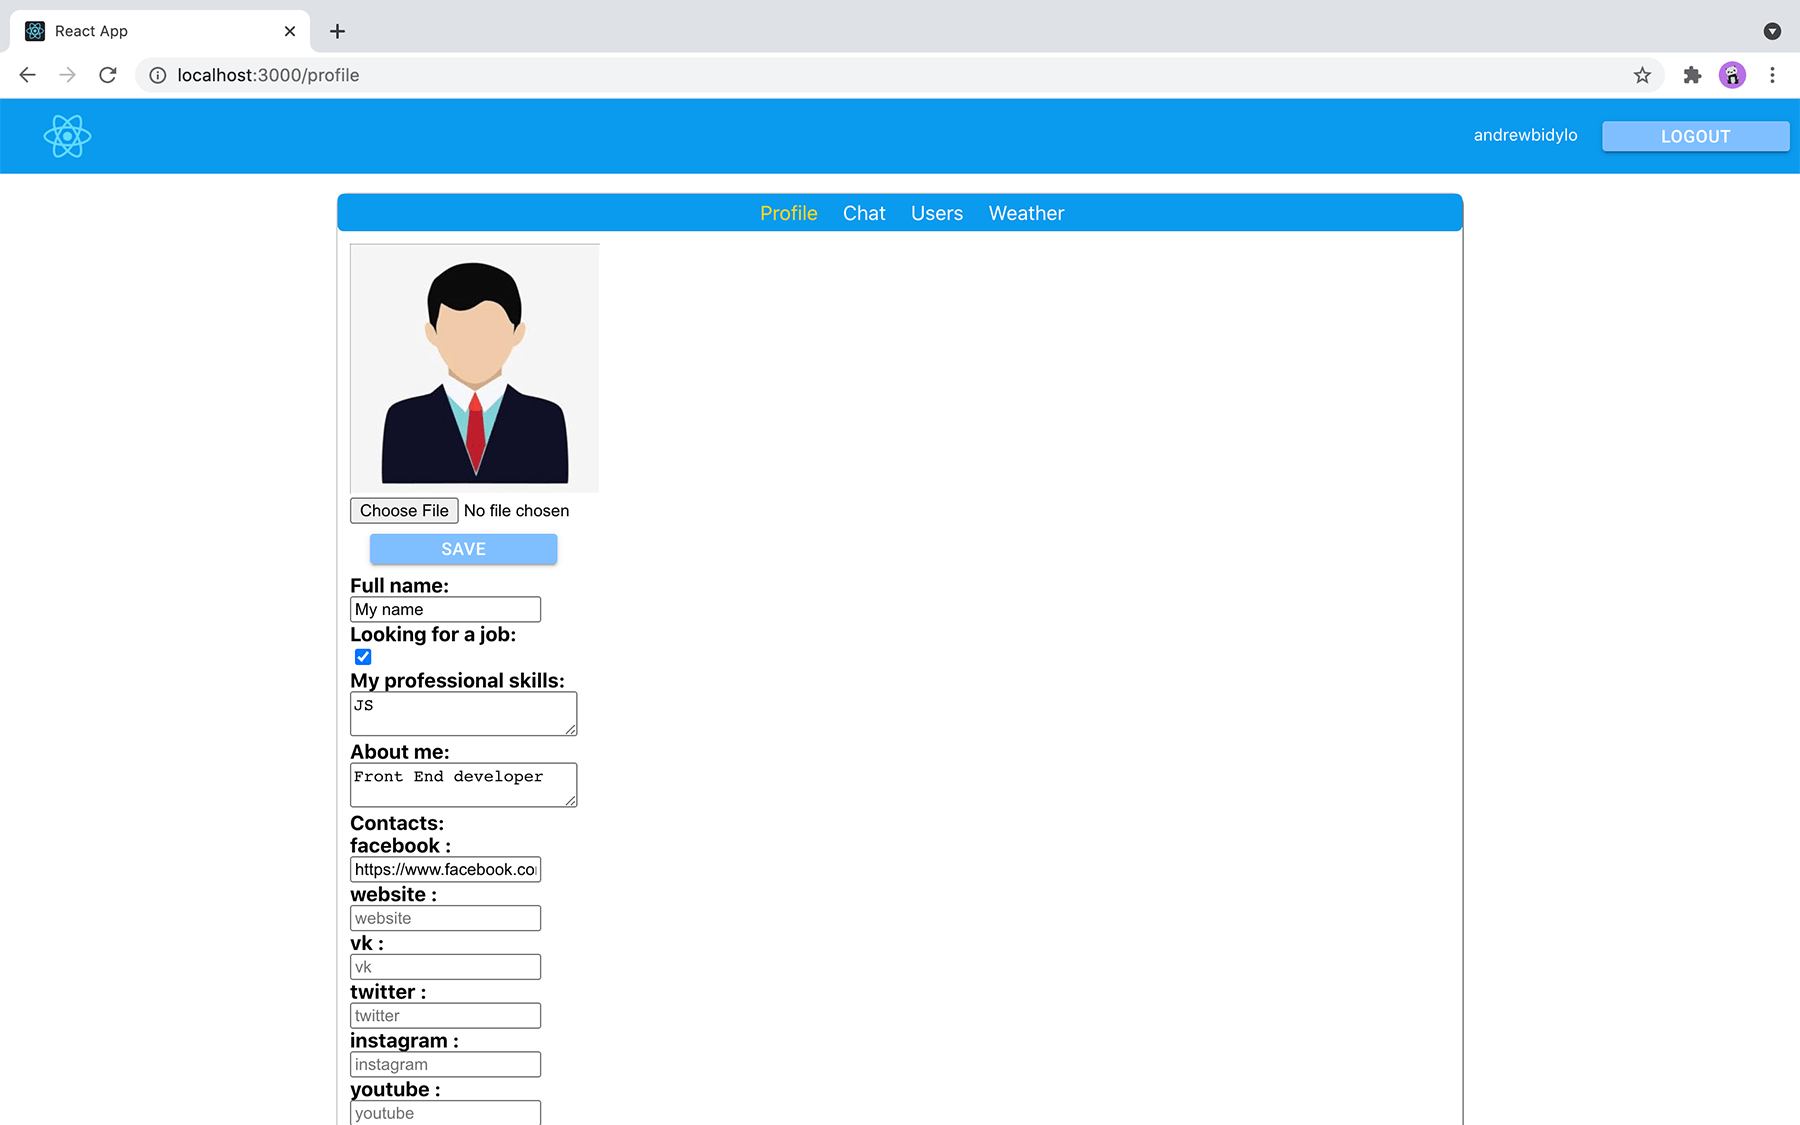 React App
localhost:3000/profile
andrewbidylo
LOGOUT
Profile Chat Users Weather
Choose File No file chosen
SAVE
Full name:
My name
Looking for a job:
My professional skills:
JS
About me:
Front End developer
Contacts:
facebook :
https://www.facebook.co
website :
website
vk :
vk
twitter :
twitter
instagram :
instagram
youtube :
youtube